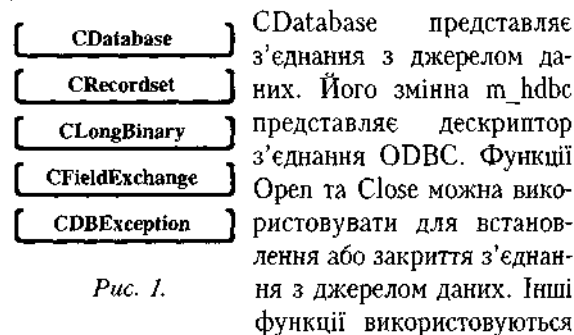 CDatabase
CRecordset
CLongBinary
CFieldExchange
CDBException
Рис. 1.
CDatabase представляє
з'єднання з джерелом да-
них. Його змінна m_hdbc
представляє дескриптор
з'єднання ODBC. Функції
Open та Close можна вико-
ристовувати для встанов-
лення або закриття з'єднан-
ня з джерелом даних. Інші
функції використовуються